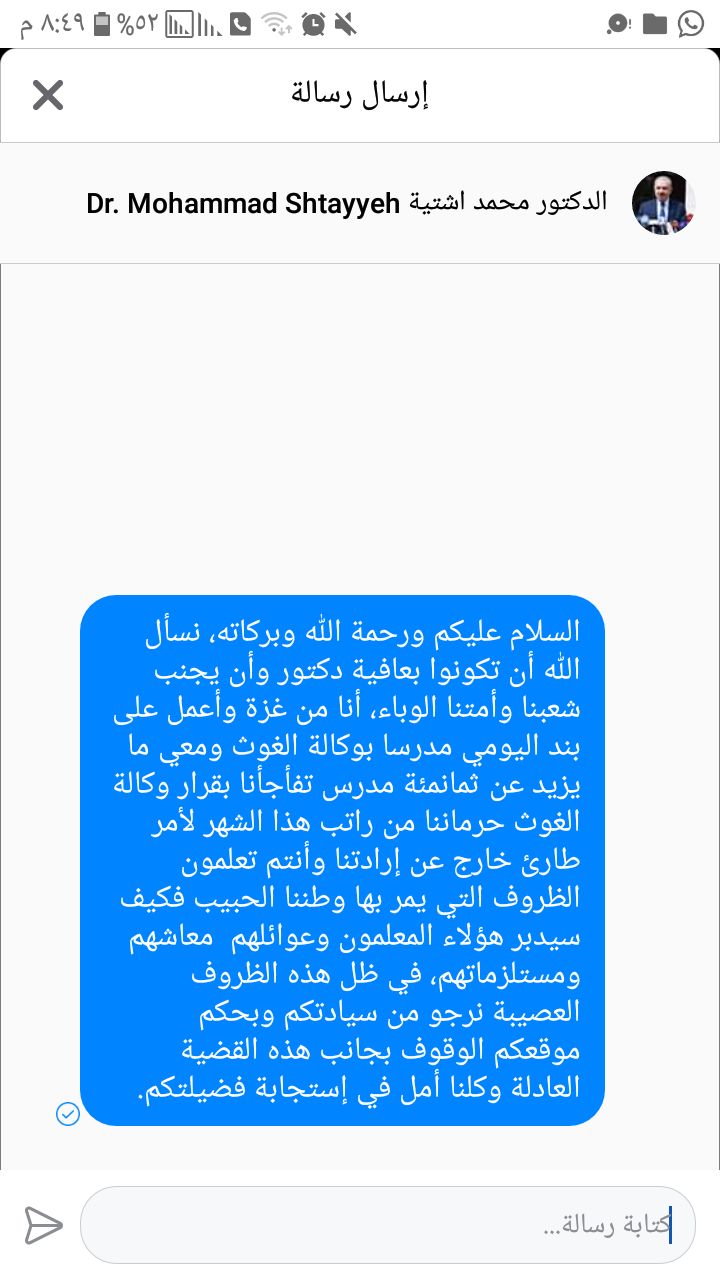 ٨:٤٩ م
%٥٢
إرسال رسالة
الدكتور محمد اشتية Dr. Mohammad Shtayyeh
السلام عليكم ورحمة الله وبركاته، نسأل
الله أن تكونوا بعافية دكتور وأن يجنب
شعبنا وأمتنا الوباء، أنا من غزة وأعمل على
بند اليومي مدرسا بوكالة الغوث ومعي ما
يزيد عن ثمانمئة مدرس تفأجأنا بقرار وكالة
الغوث حرماننا من راتب هذا الشهر لأمر
طارئ خارج عن إرادتنا وأنتم تعلمون
الظروف التي يمر بها وطننا الحبيب فكيف
سيدبر هؤلاء المعلمون وعوائلهم  معاشهم
ومستلزماتهم، في ظل هذه الظروف
العصيبة نرجو من سيادتكم وبحكم
موقعكم الوقوف بجانب هذه القضية
العادلة وكلنا أمل في إستجابة فضيلتكم.
كتابة رسالة...